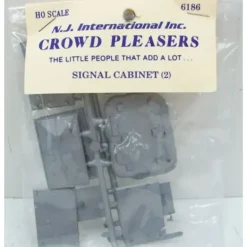 HO SCALE 6186
N.J. International Inc.
CROWD PLEASERS
THE LITTLE PEOPLE THAT ADD A LOT...
SIGNAL CABINET (2)